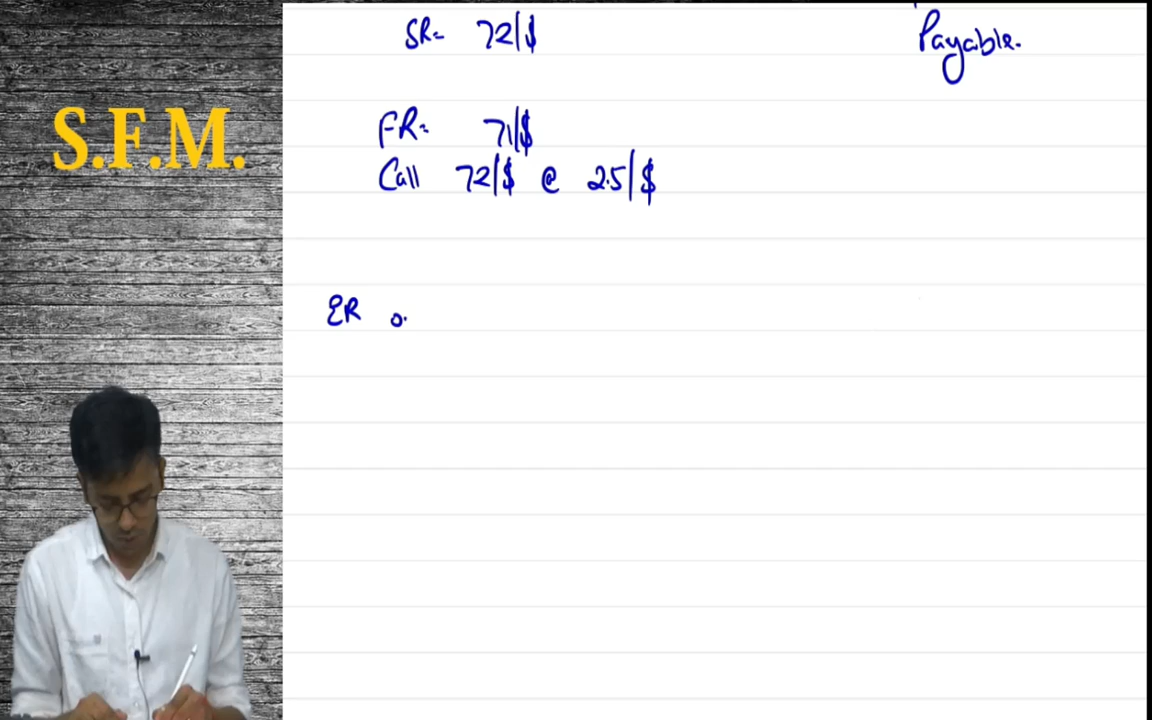 S.F.M.
SR= 72/$
Payable.
FR= 71/$
Call 72/$ @ 2.5/$
ER o.